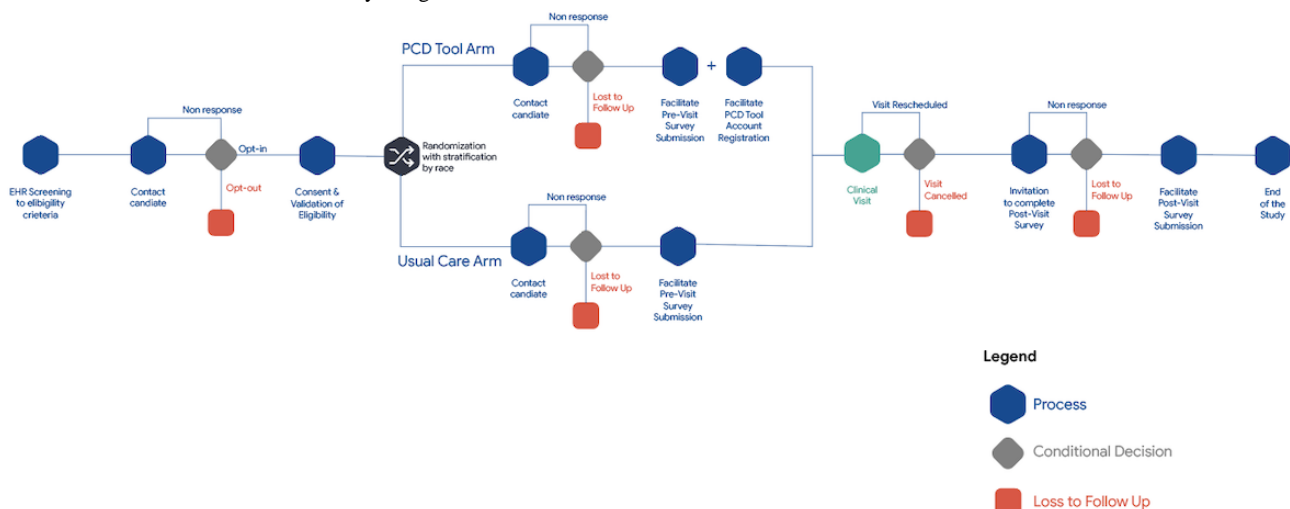 Non response
PCD Tool Arm
Contact
candiate
Lost to
Follow Up
Facilitate
Pre-Visit
Survey
Submission
+
Facilitate
PCD Tool
Account
Registration
Non response
Opt-in
Opt-out
EHR Screening
to elibigility
crieteria
Contact
candiate
Consent &
Validation of
Eligibility
Randomization
with stratification
by race
Non response
Usual Care Arm
Contact
candiate
Lost to
Follow Up
Facilitate
Pre-Visit
Survey
Submission
Visit Rescheduled
Clinical
Visit
Visit
Cancelled
Non response
Invitation
to complete
Post-Visit
Survey
Lost to
Follow Up
Facilitate
Post-Visit
Survey
Submission
End
of the
Study
Legend
Process
Conditional Decision
Loss to Follow Up